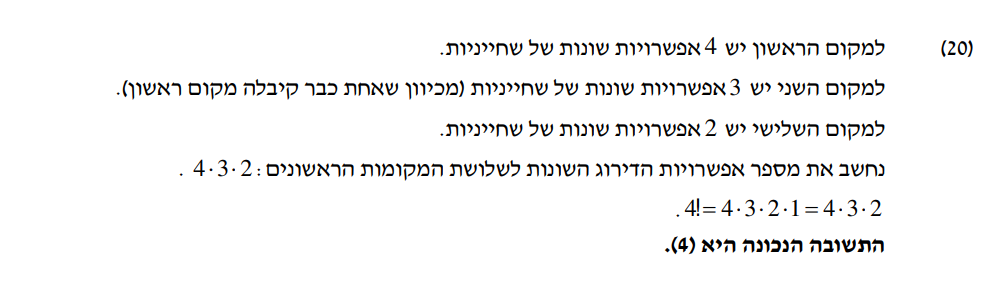 (20) למקום הראשון יש 4 אפשרויות שונות של שחייניות.
למקום השני יש 3 אפשרויות שונות של שחייניות (מכיוון שאחת כבר קיבלה מקום ראשון).
למקום השלישי יש 2 אפשרויות שונות של שחייניות.
נחשב את מספר אפשרויות הדירוג השונות לשלושת המקומות הראשונים: 4·3·2 .
4!=4·3·2·1=4·3·2 .
התשובה הנכונה היא (4).